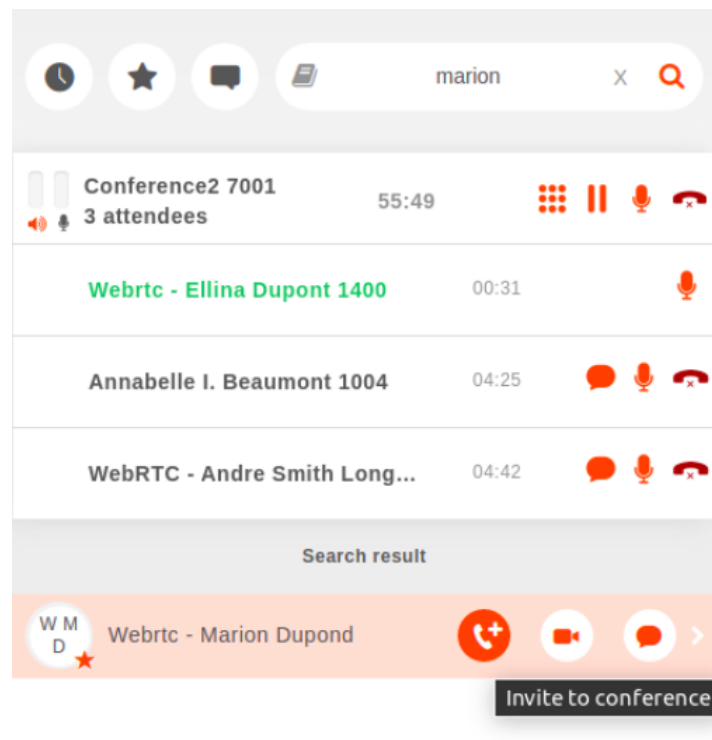 marion X
Conference2 7001
3 attendees
55:49
Webrtc - Ellina Dupont 1400 00:31
Annabelle I. Beaumont 1004 04:25
WebRTC - Andre Smith Long... 04:42
Search result
W M
D
Webrtc - Marion Dupond
Invite to conference